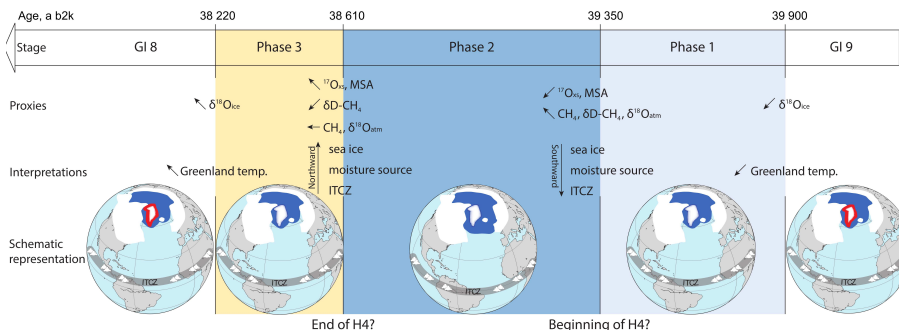 Age, a b2k 38 220 38 610 39 350 39 900
Stage GI 8 Phase 3 Phase 2 Phase 1 GI 9
Proxies
δ¹⁸Oice
¹⁷Oxs, MSA
δD-CH₄
CH₄, δ¹⁸Oatm
¹⁷Oxs, MSA
CH₄, δD-CH₄, δ¹⁸Oatm
δ¹⁸Oice
Interpretations
Greenland temp.
Northward
sea ice
moisture source
ITCZ
Southward
sea ice
moisture source
ITCZ
Greenland temp.
Schematic
representation
ITCZ
ITCZ
ITCZ
ITCZ
ITCZ
End of H4? Beginning of H4?